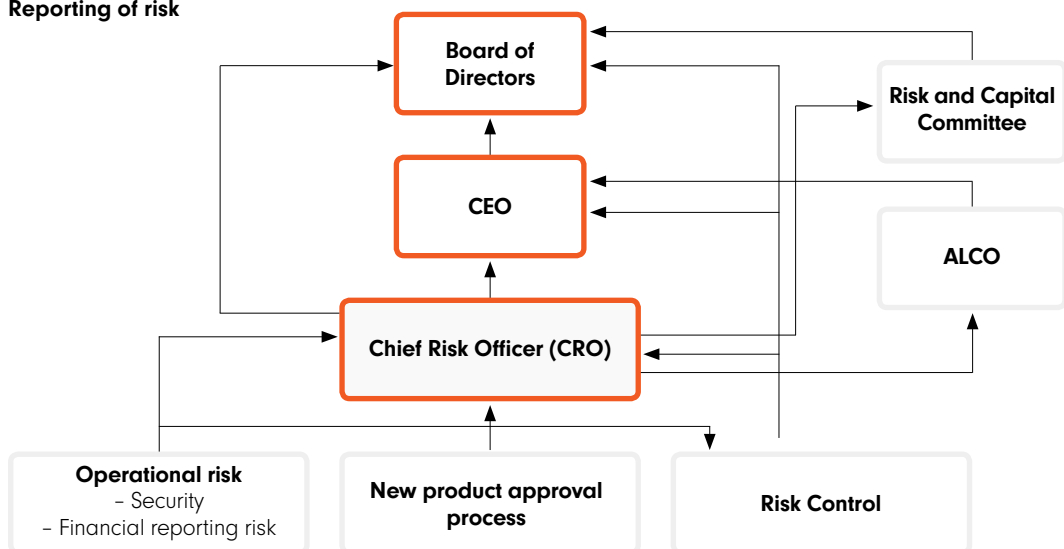 Reporting of risk
Board of
Directors
Risk and Capital
Committee
CEO
ALCO
Chief Risk Officer (CRO)
Operational risk
– Security
– Financial reporting risk
New product approval
process
Risk Control